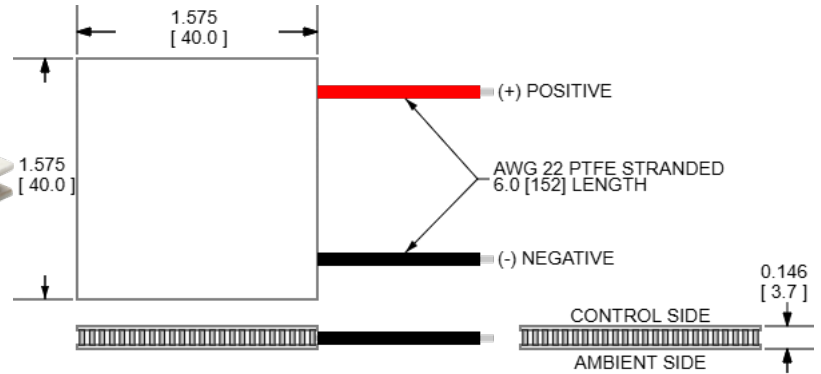 1.575
[ 40.0 ]
(+) POSITIVE
1.575
[ 40.0 ]
AWG 22 PTFE STRANDED
6.0 [152] LENGTH
(-) NEGATIVE
0.146
[ 3.7 ]
CONTROL SIDE
AMBIENT SIDE